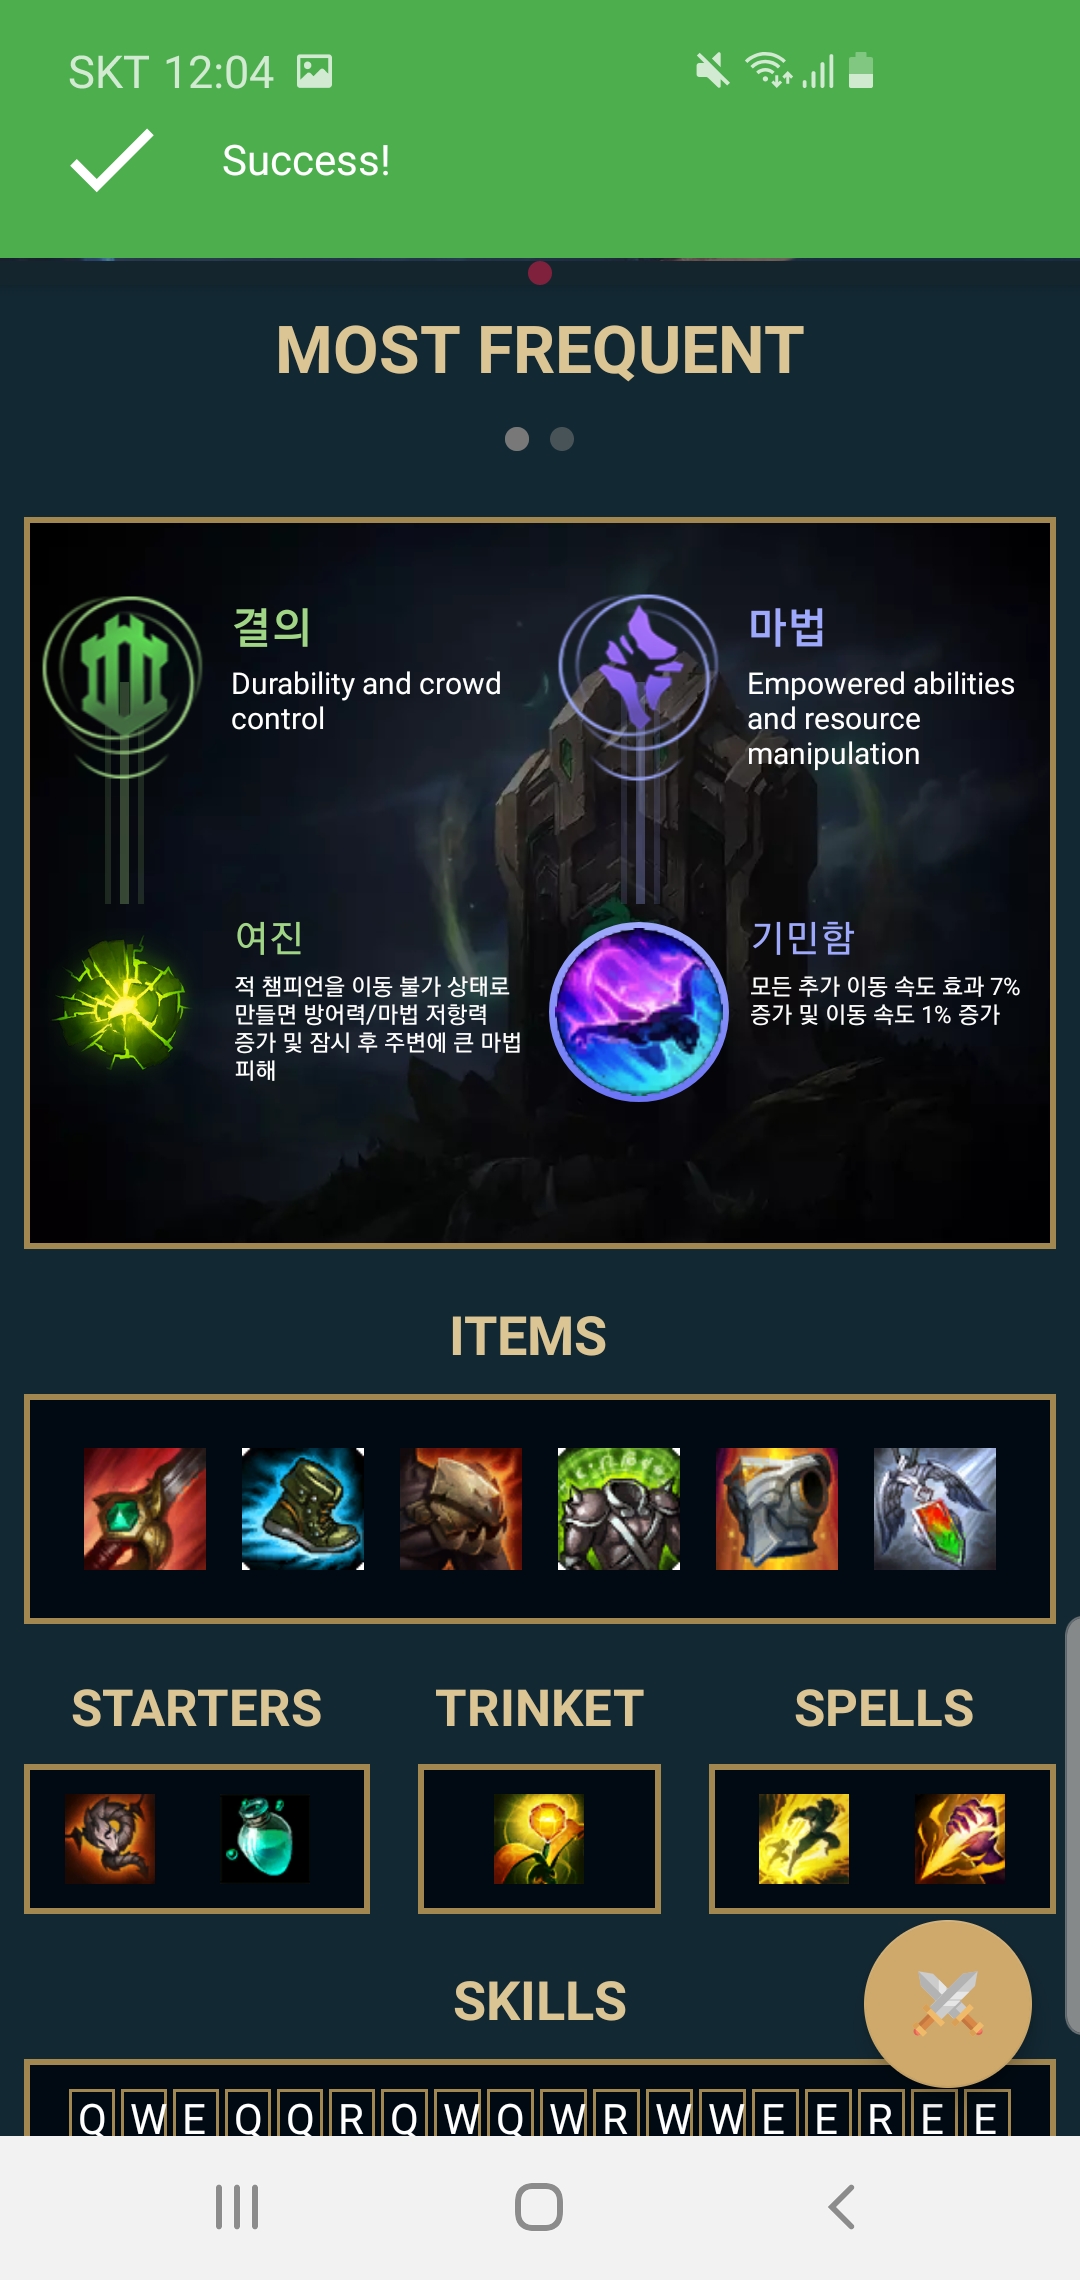 SKT 12:04
Success!
MOST FREQUENT
결의
Durability and crowd
control
마법
Empowered abilities
and resource
manipulation
여진
적 챔피언을 이동 불가 상태로
만들면 방어력/마법 저항력
증가 및 잠시 후 주변에 큰 마법
피해
기민함
모든 추가 이동 속도 효과 7%
증가 및 이동 속도 1% 증가
ITEMS
STARTERS
TRINKET
SPELLS
SKILLS
Q W E Q Q R Q W Q W R W W E E R E E